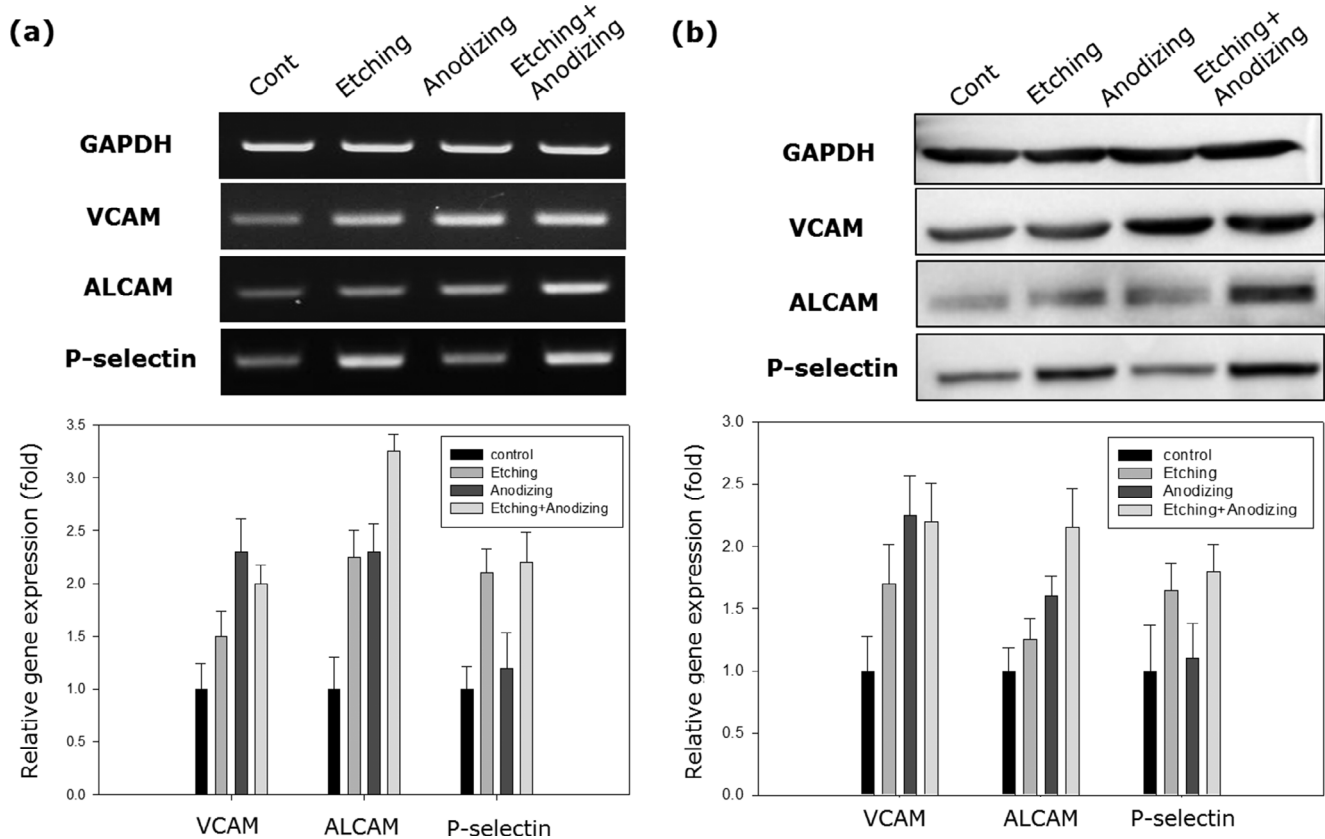 (a)
Cont
Etching
Anodizing
Etching+
Anodizing
GAPDH
VCAM
ALCAM
P-selectin
Relative gene expression (fold)
3.5
3.0
2.5
2.0
1.5
1.0
0.5
0.0
control
Etching
Anodizing
Etching+Anodizing
VCAM
ALCAM
P-selectin
(b)
Cont
Etching
Anodizing
Etching+
Anodizing
GAPDH
VCAM
ALCAM
P-selectin
Relative gene expression (fold)
3.0
2.5
2.0
1.5
1.0
0.5
0.0
control
Etching
Anodizing
Etching+Anodizing
VCAM
ALCAM
P-selectin